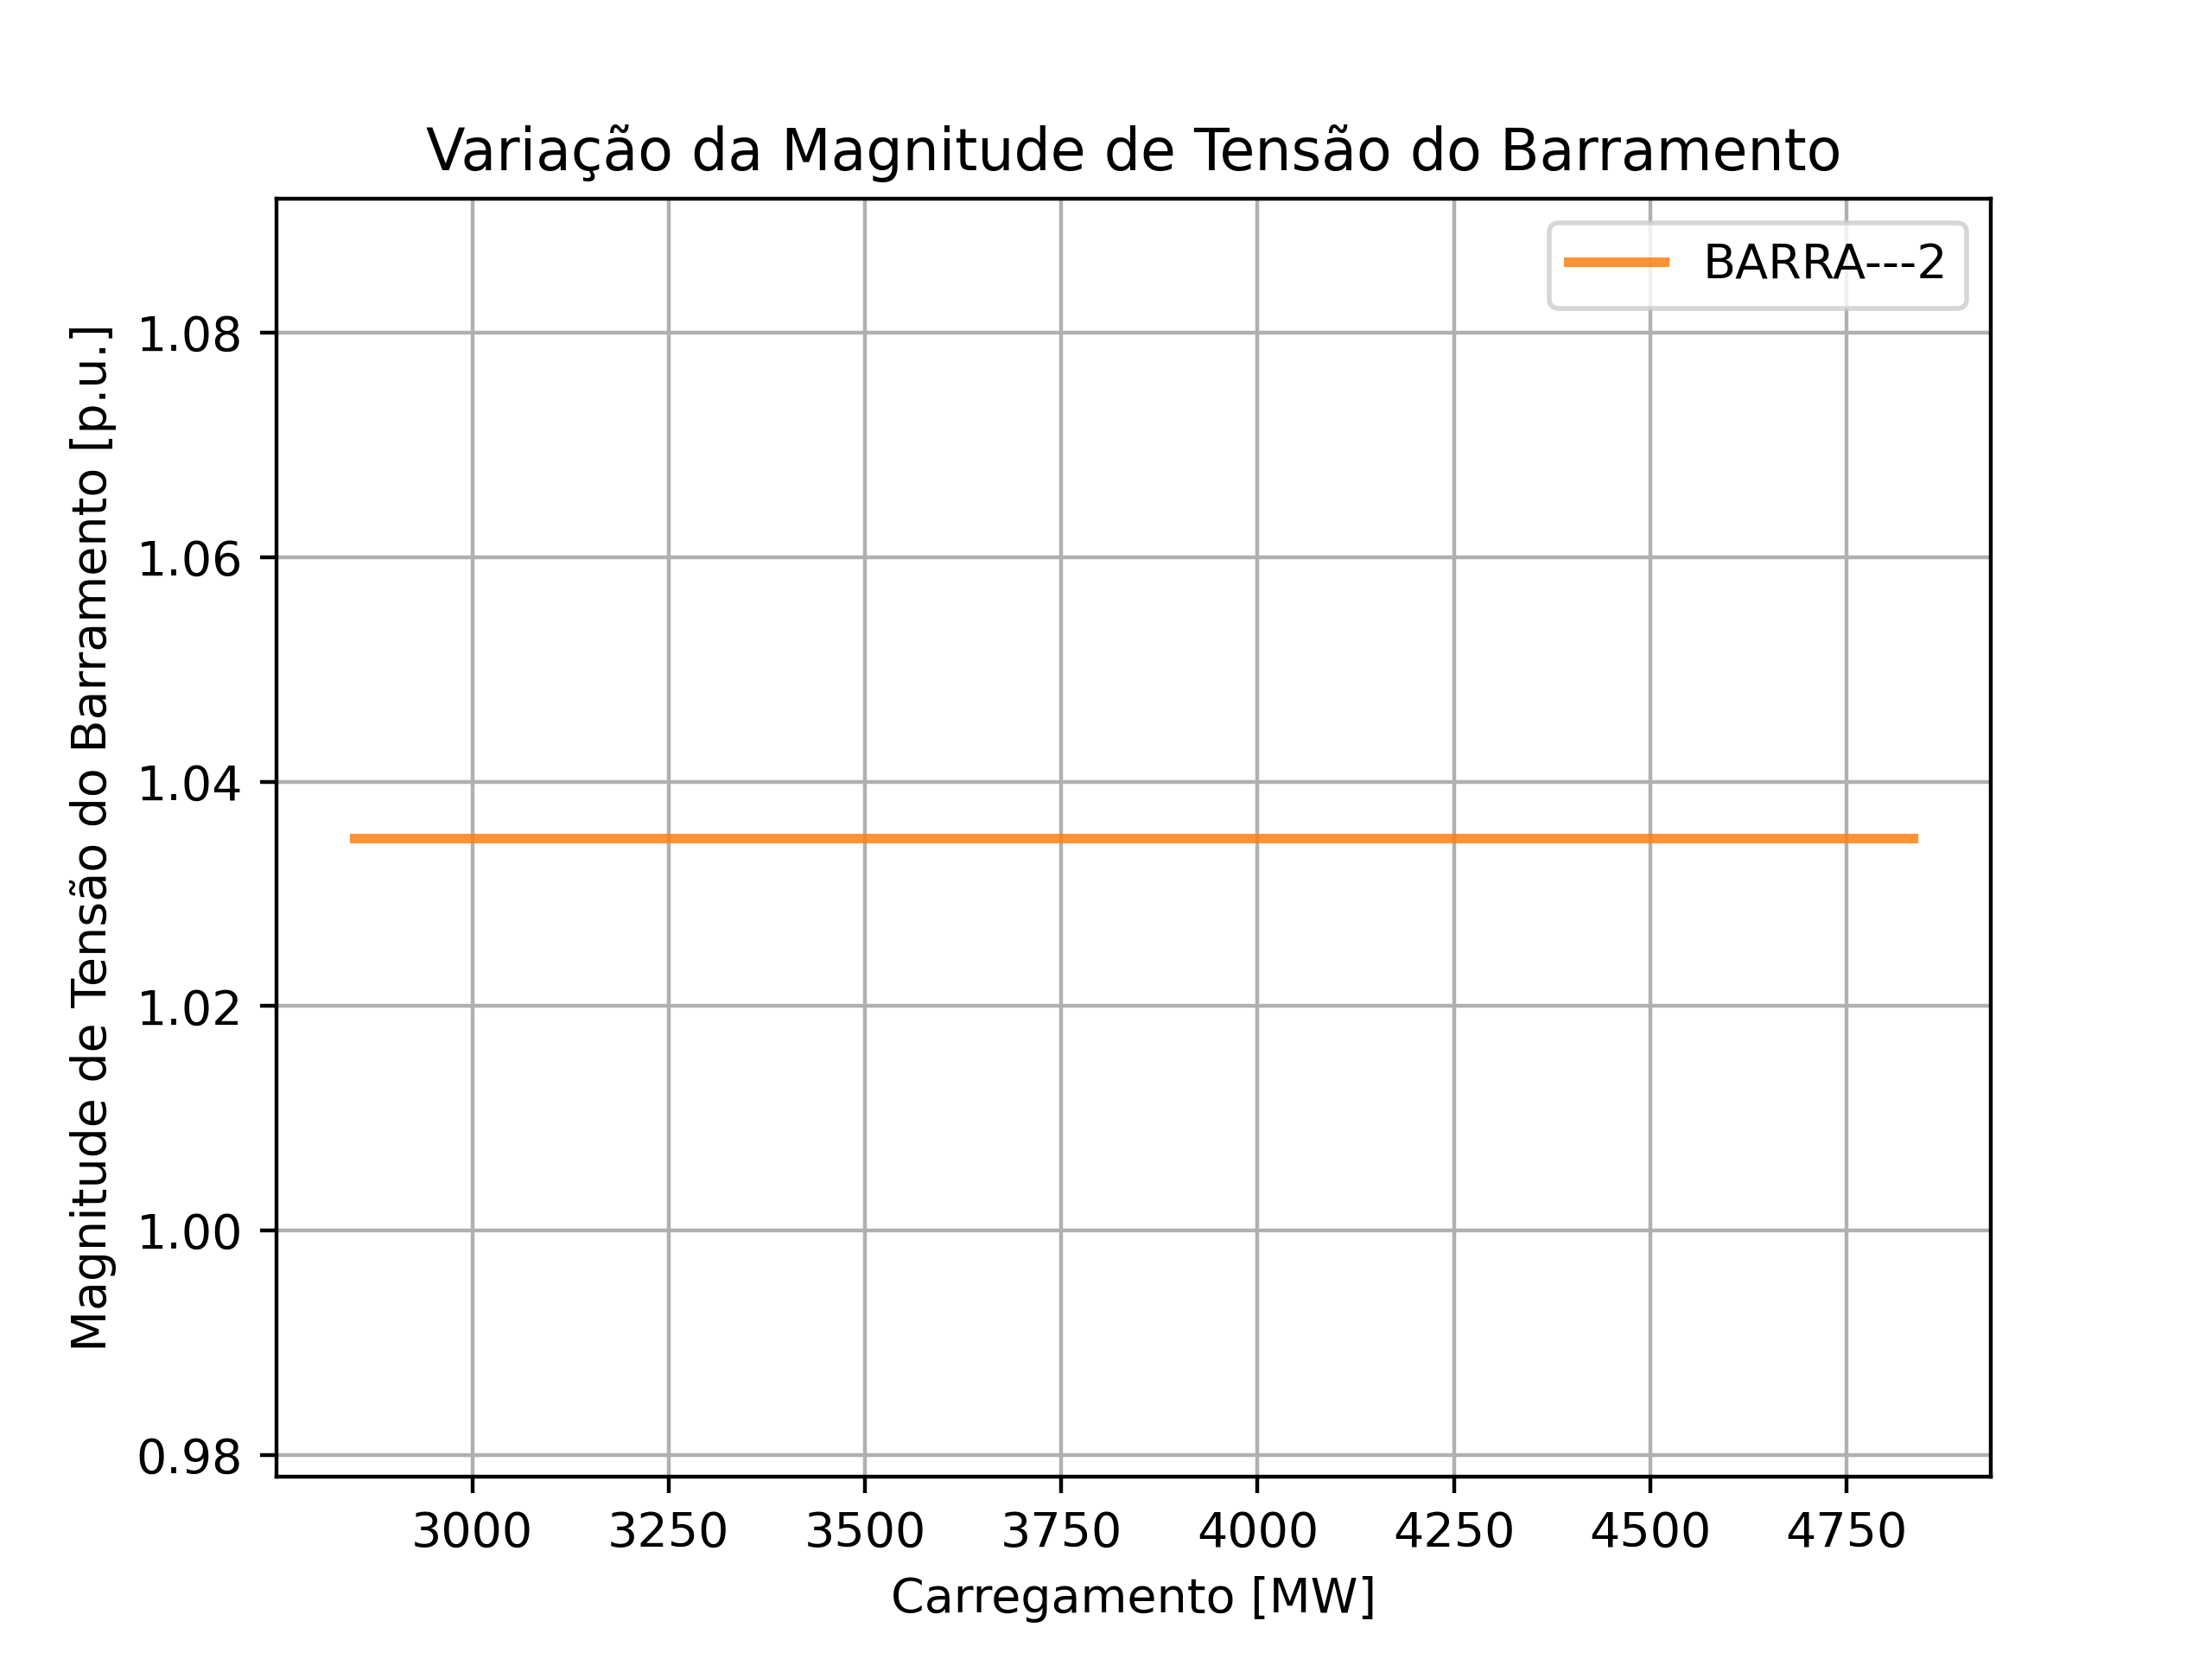 Variação da Magnitude de Tensão do Barramento
BARRA---2
Magnitude de Tensão do Barramento [p.u.]
1.08
1.06
1.04
1.02
1.00
0.98
3000 3250 3500 3750 4000 4250 4500 4750
Carregamento [MW]